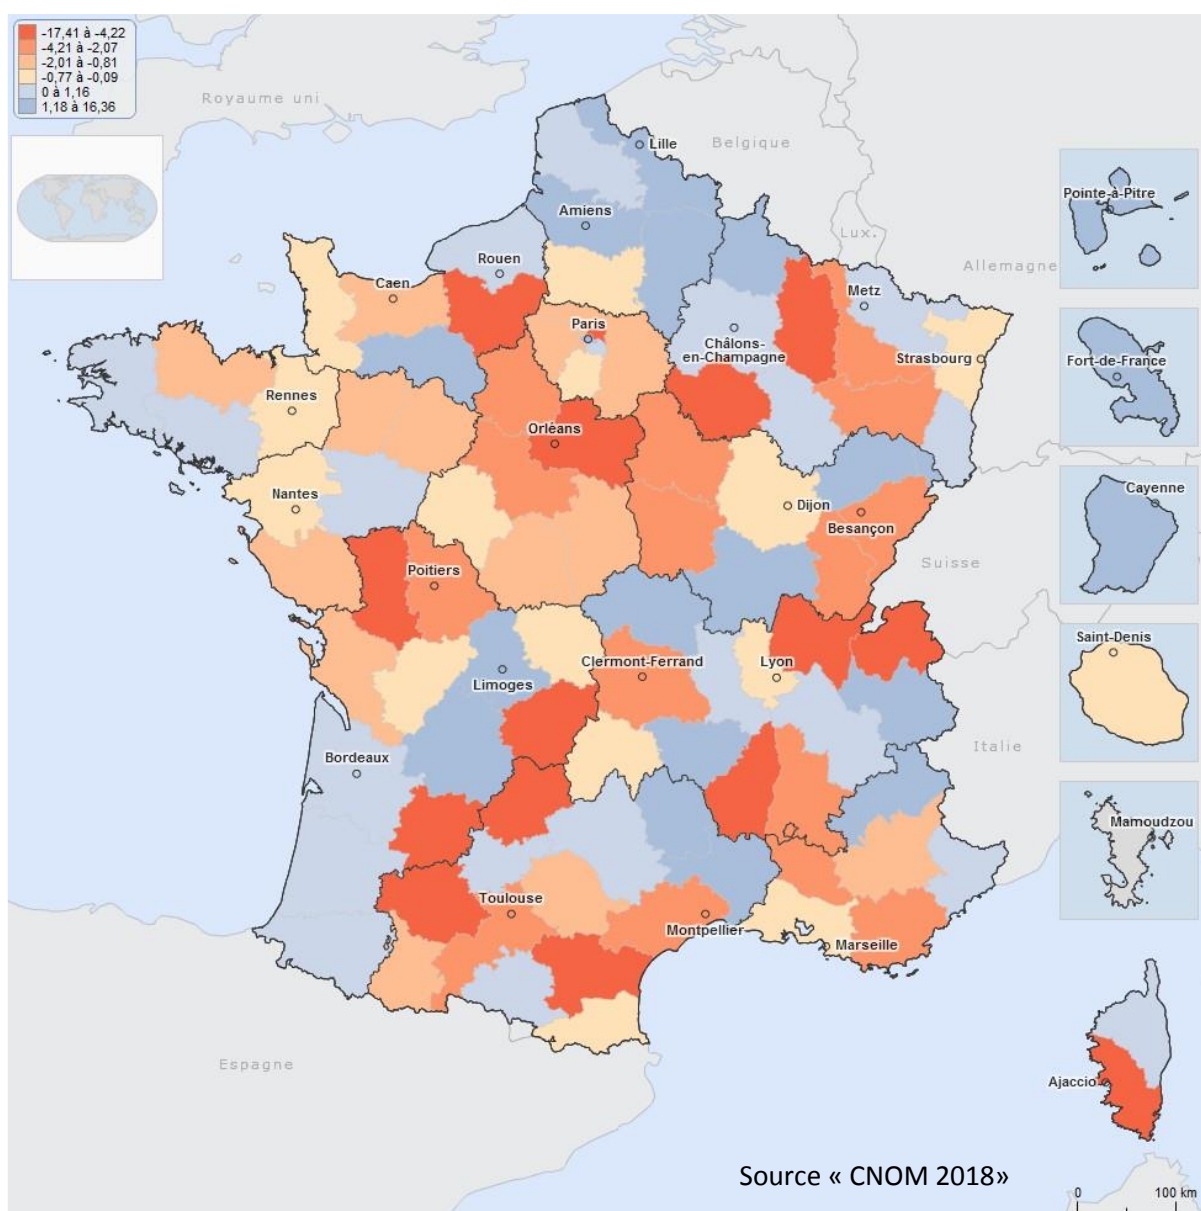 -17,41 à -4,22
-4,21 à -2,07
-2,01 à -0,81
-0,77 à -0,09
0 à 1,16
1,18 à 16,36
Royaume uni
Belgique
Lille
Pointe-à-Pitre
Amiens
Lux.
Allemagne
Rouen
Caen
Metz
Paris
Châlons-
en-Champagne
Strasbourg
Fort-de-France
Rennes
Orléans
Nantes
Dijon
Cayenne
Besançon
Suisse
Poitiers
Saint-Denis
Clermont-Ferrand
Lyon
Limoges
Italie
Bordeaux
Mamoudzou
Toulouse
Montpellier
Marseille
Espagne
Ajaccio
Source « CNOM 2018»
0 100 km